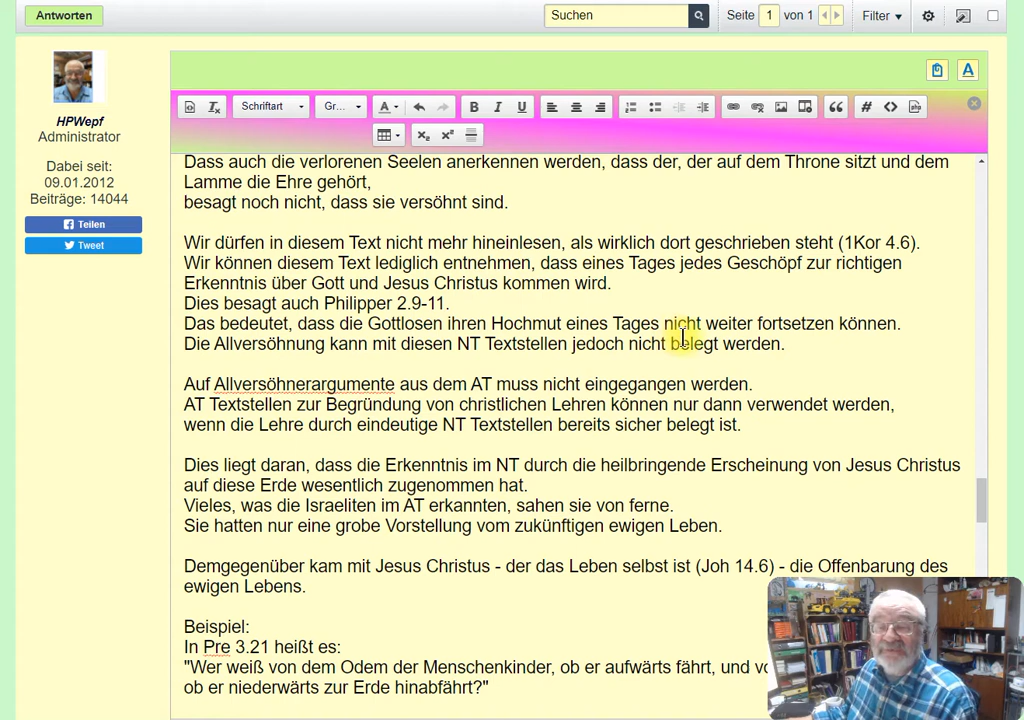 Antworten
Suchen
Seite 1 von 1
Filter
HPWepf
Administrator
Dabei seit:
09.01.2012
Beiträge: 14044
Teilen
Tweet
Schriftart
Gr...
Dass auch die verlorenen Seelen anerkennen werden, dass der, der auf dem Throne sitzt und dem
Lamme die Ehre gehört,
besagt noch nicht, dass sie versöhnt sind.
Wir dürfen in diesem Text nicht mehr hineinlesen, als wirklich dort geschrieben steht (1Kor 4.6).
Wir können diesem Text lediglich entnehmen, dass eines Tages jedes Geschöpf zur richtigen
Erkenntnis über Gott und Jesus Christus kommen wird.
Dies besagt auch Philipper 2.9-11.
Das bedeutet, dass die Gottlosen ihren Hochmut eines Tages nicht weiter fortsetzen können.
Die Allversöhnung kann mit diesen NT Textstellen jedoch nicht belegt werden.
Auf Allversöhnerargumente aus dem AT muss nicht eingegangen werden.
AT Textstellen zur Begründung von christlichen Lehren können nur dann verwendet werden,
wenn die Lehre durch eindeutige NT Textstellen bereits sicher belegt ist.
Dies liegt daran, dass die Erkenntnis im NT durch die heilbringende Erscheinung von Jesus Christus
auf diese Erde wesentlich zugenommen hat.
Vieles, was die Israeliten im AT erkannten, sahen sie von ferne.
Sie hatten nur eine grobe Vorstellung vom zukünftigen ewigen Leben.
Demgegenüber kam mit Jesus Christus - der das Leben selbst ist (Joh 14.6) - die Offenbarung des
ewigen Lebens.
Beispiel:
In Pre 3.21 heißt es:
"Wer weiß von dem Odem der Menschenkinder, ob er aufwärts fährt, und
ob er niederwärts zur Erde hinabfährt?"